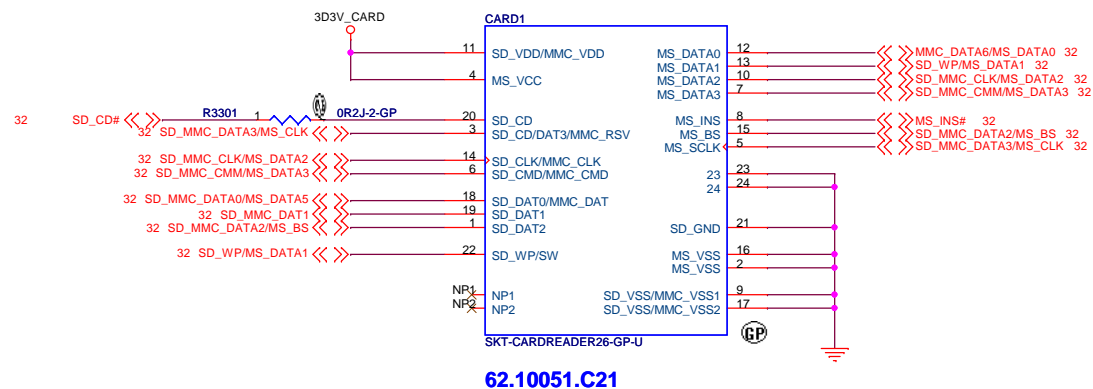 CARD1
3D3V_CARD
11 SD_VDD/MMC_VDD MS_DATA0 12 MMC_DATA6/MS_DATA0 32
MS_DATA1 13 SD_WP/MS_DATA1 32
4 MS_VCC MS_DATA2 10 SD_MMC_CLK/MS_DATA2 32
MS_DATA3 7 SD_MMC_CMM/MS_DATA3 32
R3301 1 0R2J-2-GP
32 SD_CD# 20 SD_CD MS_INS 8 MS_INS# 32
32 SD_MMC_DATA3/MS_CLK 3 SD_CD/DAT3/MMC_RSV MS_BS 15 SD_MMC_DATA2/MS_BS 32
MS_SCLK 5 SD_MMC_DATA3/MS_CLK 32
32 SD_MMC_CLK/MS_DATA2 14 SD_CLK/MMC_CLK
32 SD_MMC_CMM/MS_DATA3 6 SD_CMD/MMC_CMD 23 23
24 24
32 SD_MMC_DATA0/MS_DATA5 18 SD_DAT0/MMC_DAT
32 SD_MMC_DAT1 19 SD_DAT1
32 SD_MMC_DATA2/MS_BS 1 SD_DAT2 SD_GND 21
32 SD_WP/MS_DATA1 22 SD_WP/SW MS_VSS 16
MS_VSS 2
NP1 NP1 SD_VSS/MMC_VSS1 9
NP2 NP2 SD_VSS/MMC_VSS2 17
GP
SKT-CARDREADER26-GP-U
62.10051.C21